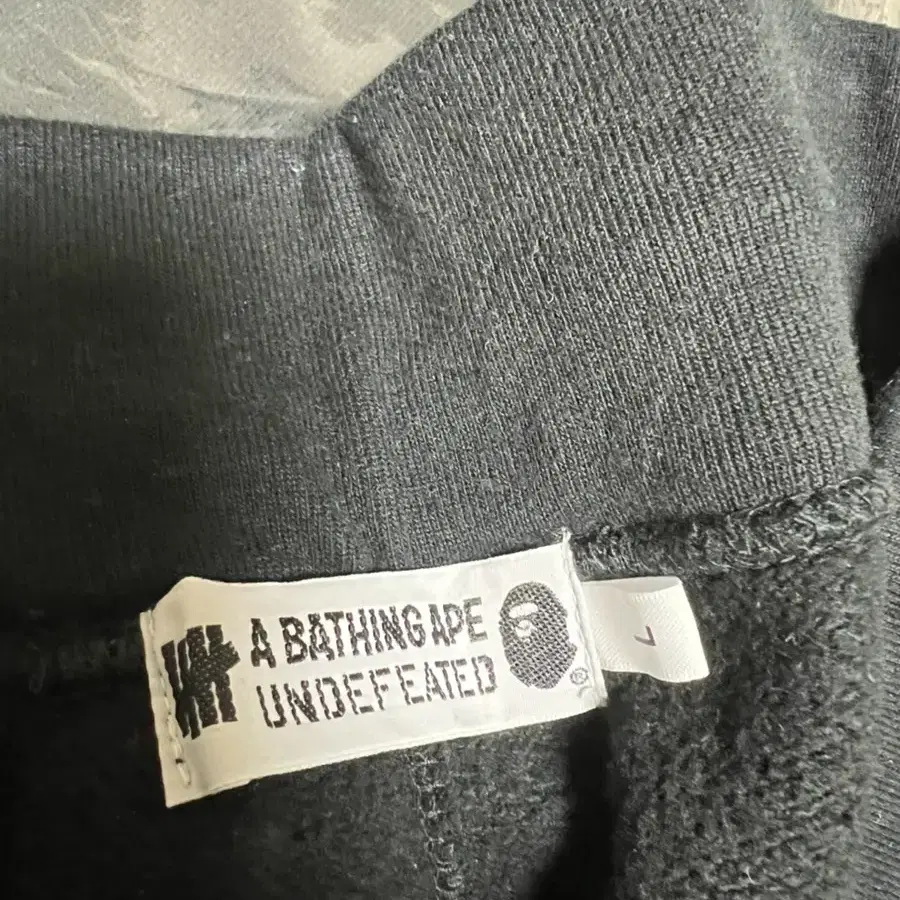 A BATHING APE
UNDEFEATED
®
L